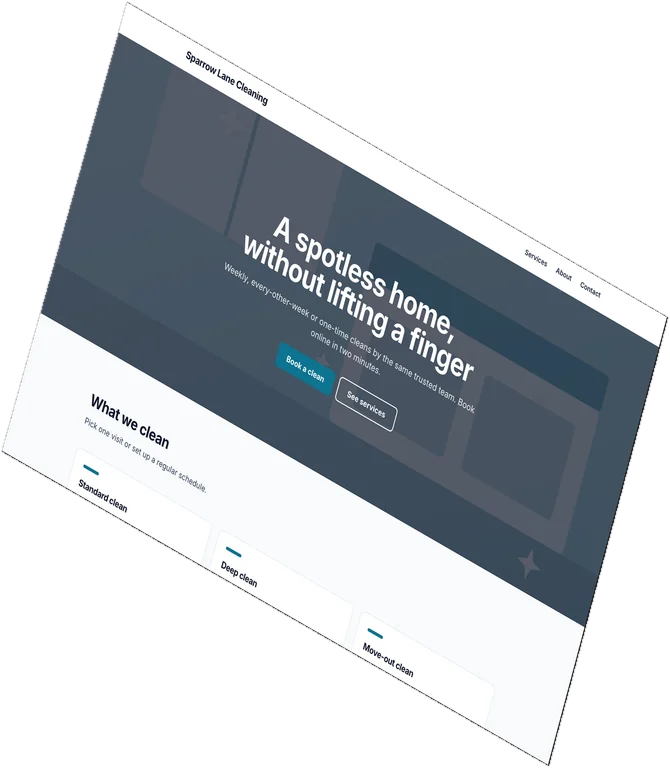 Sparrow Lane Cleaning
Services About Contact
A spotless home,
without lifting a finger
Weekly, every-other-week or one-time cleans by the same trusted team. Book
online in two minutes.
Book a clean
See services
What we clean
Pick one visit or set up a regular schedule.
Standard clean
Deep clean
Move-out clean